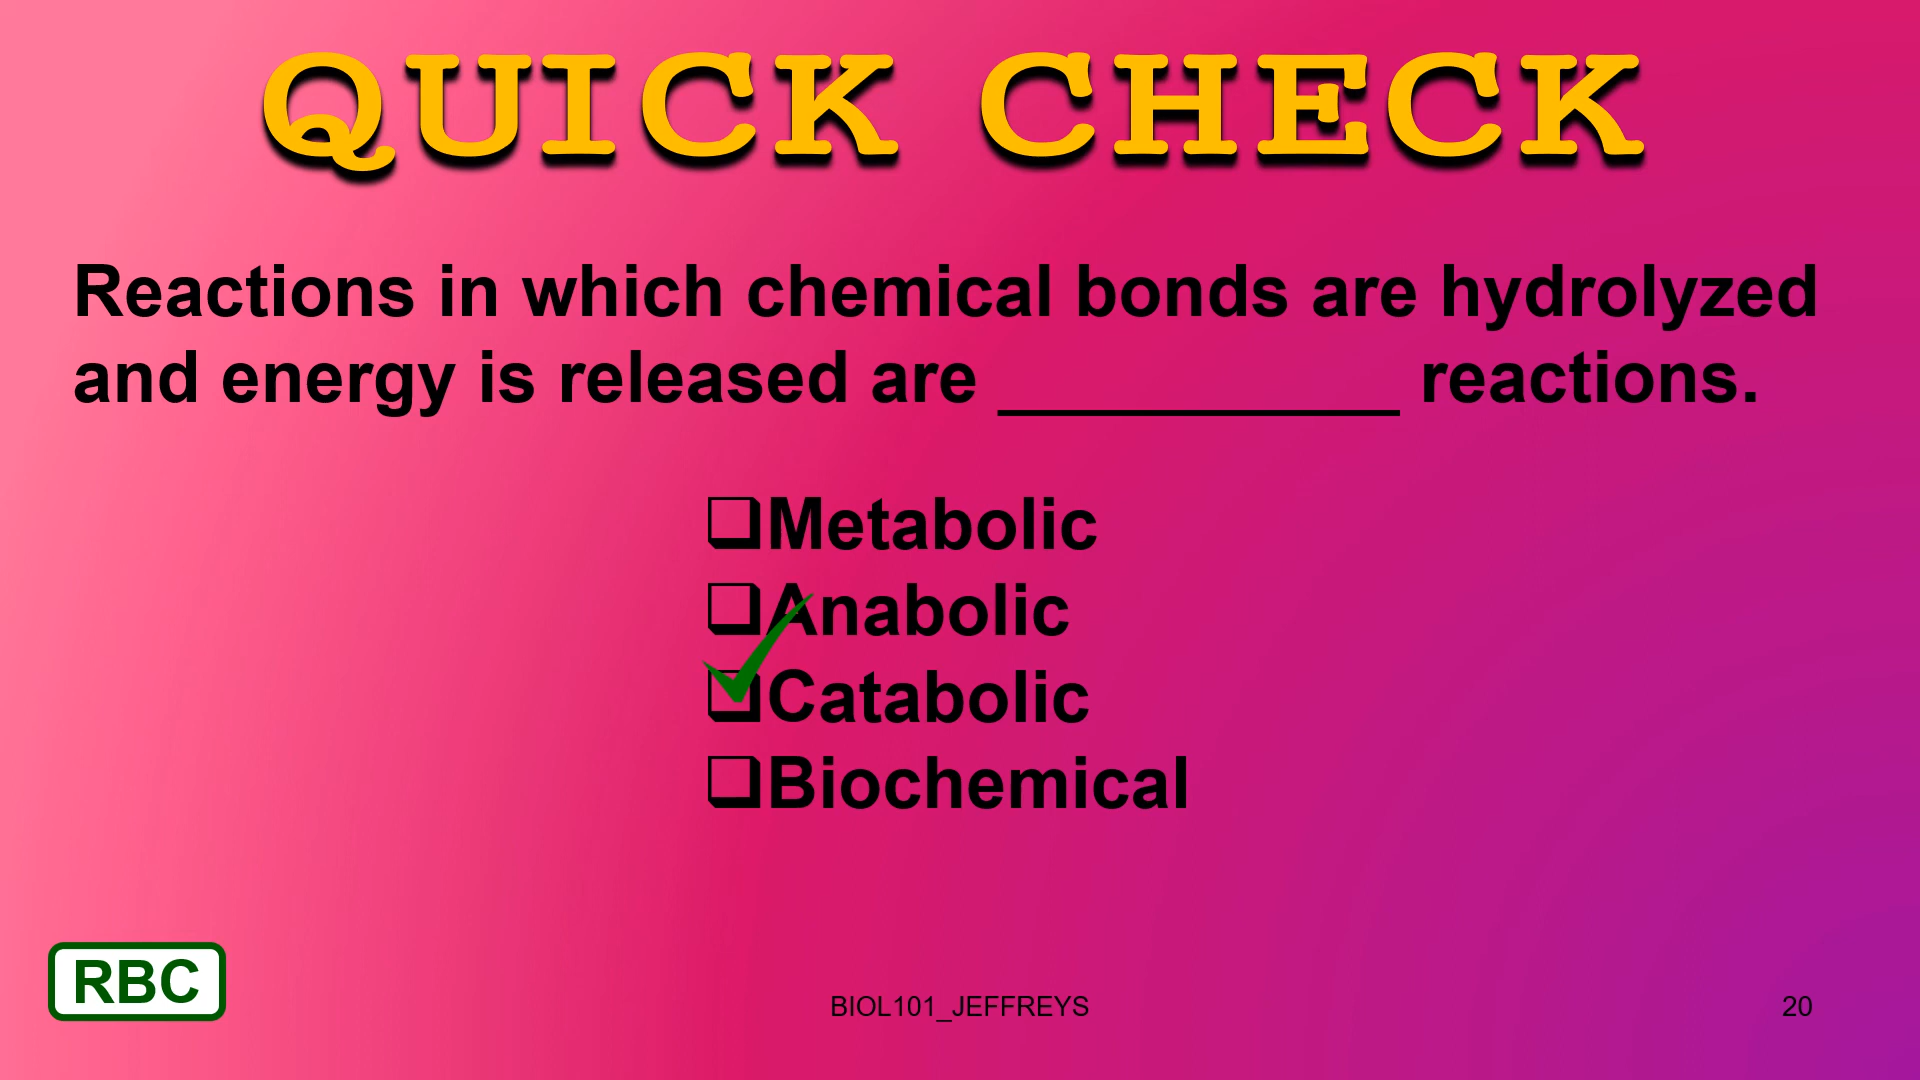 QUICK CHECK
Reactions in which chemical bonds are hydrolyzed
and energy is released are ___________ reactions.
❑Metabolic
❑Anabolic
❑Catabolic
❑Biochemical
RBC
BIOL101_JEFFREYS
20